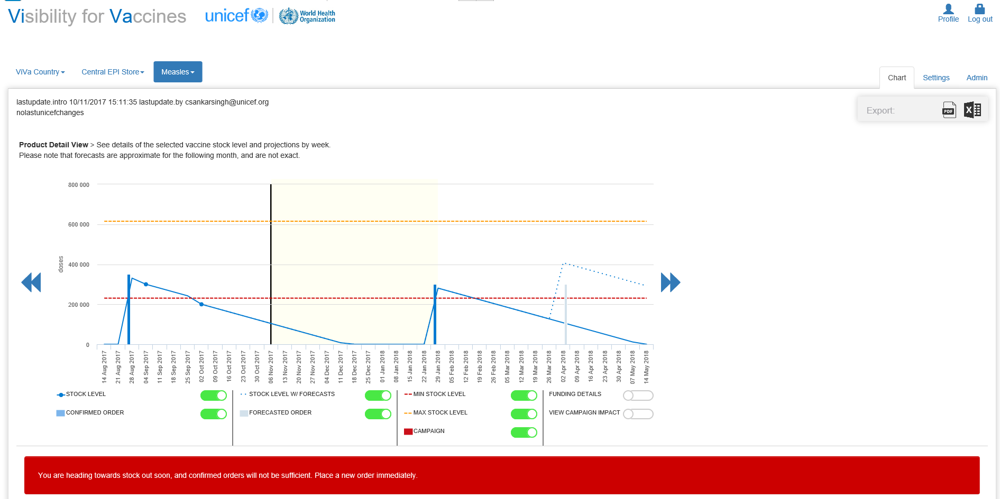 Visibility for Vaccines
unicef
World Health
Organization
Profile
Log out
ViVa Country
Central EPI Store
Measles
Chart
Settings
Admin
lastupdate.intro 10/11/2017 15:11:35 lastupdate.by csankarsingh@unicef.org
nolastunicefchanges
Export:
PDF
X
Product Detail View > See details of the selected vaccine stock level and projections by week.
Please note that forecasts are approximate for the following month, and are not exact.
800 000
600 000
400 000
200 000
0
doses
14 Aug 2017
21 Aug 2017
28 Aug 2017
04 Sep 2017
11 Sep 2017
18 Sep 2017
25 Sep 2017
02 Oct 2017
09 Oct 2017
16 Oct 2017
23 Oct 2017
30 Oct 2017
06 Nov 2017
13 Nov 2017
20 Nov 2017
27 Nov 2017
04 Dec 2017
11 Dec 2017
18 Dec 2017
25 Dec 2017
01 Jan 2018
08 Jan 2018
15 Jan 2018
22 Jan 2018
29 Jan 2018
05 Feb 2018
12 Feb 2018
19 Feb 2018
26 Feb 2018
05 Mar 2018
12 Mar 2018
19 Mar 2018
26 Mar 2018
02 Apr 2018
09 Apr 2018
16 Apr 2018
23 Apr 2018
30 Apr 2018
07 May 2018
14 May 2018
STOCK LEVEL
CONFIRMED ORDER
STOCK LEVEL W/ FORECASTS
FORECASTED ORDER
MIN STOCK LEVEL
MAX STOCK LEVEL
CAMPAIGN
FUNDING DETAILS
VIEW CAMPAIGN IMPACT
You are heading towards stock out soon, and confirmed orders will not be sufficient. Place a new order immediately.